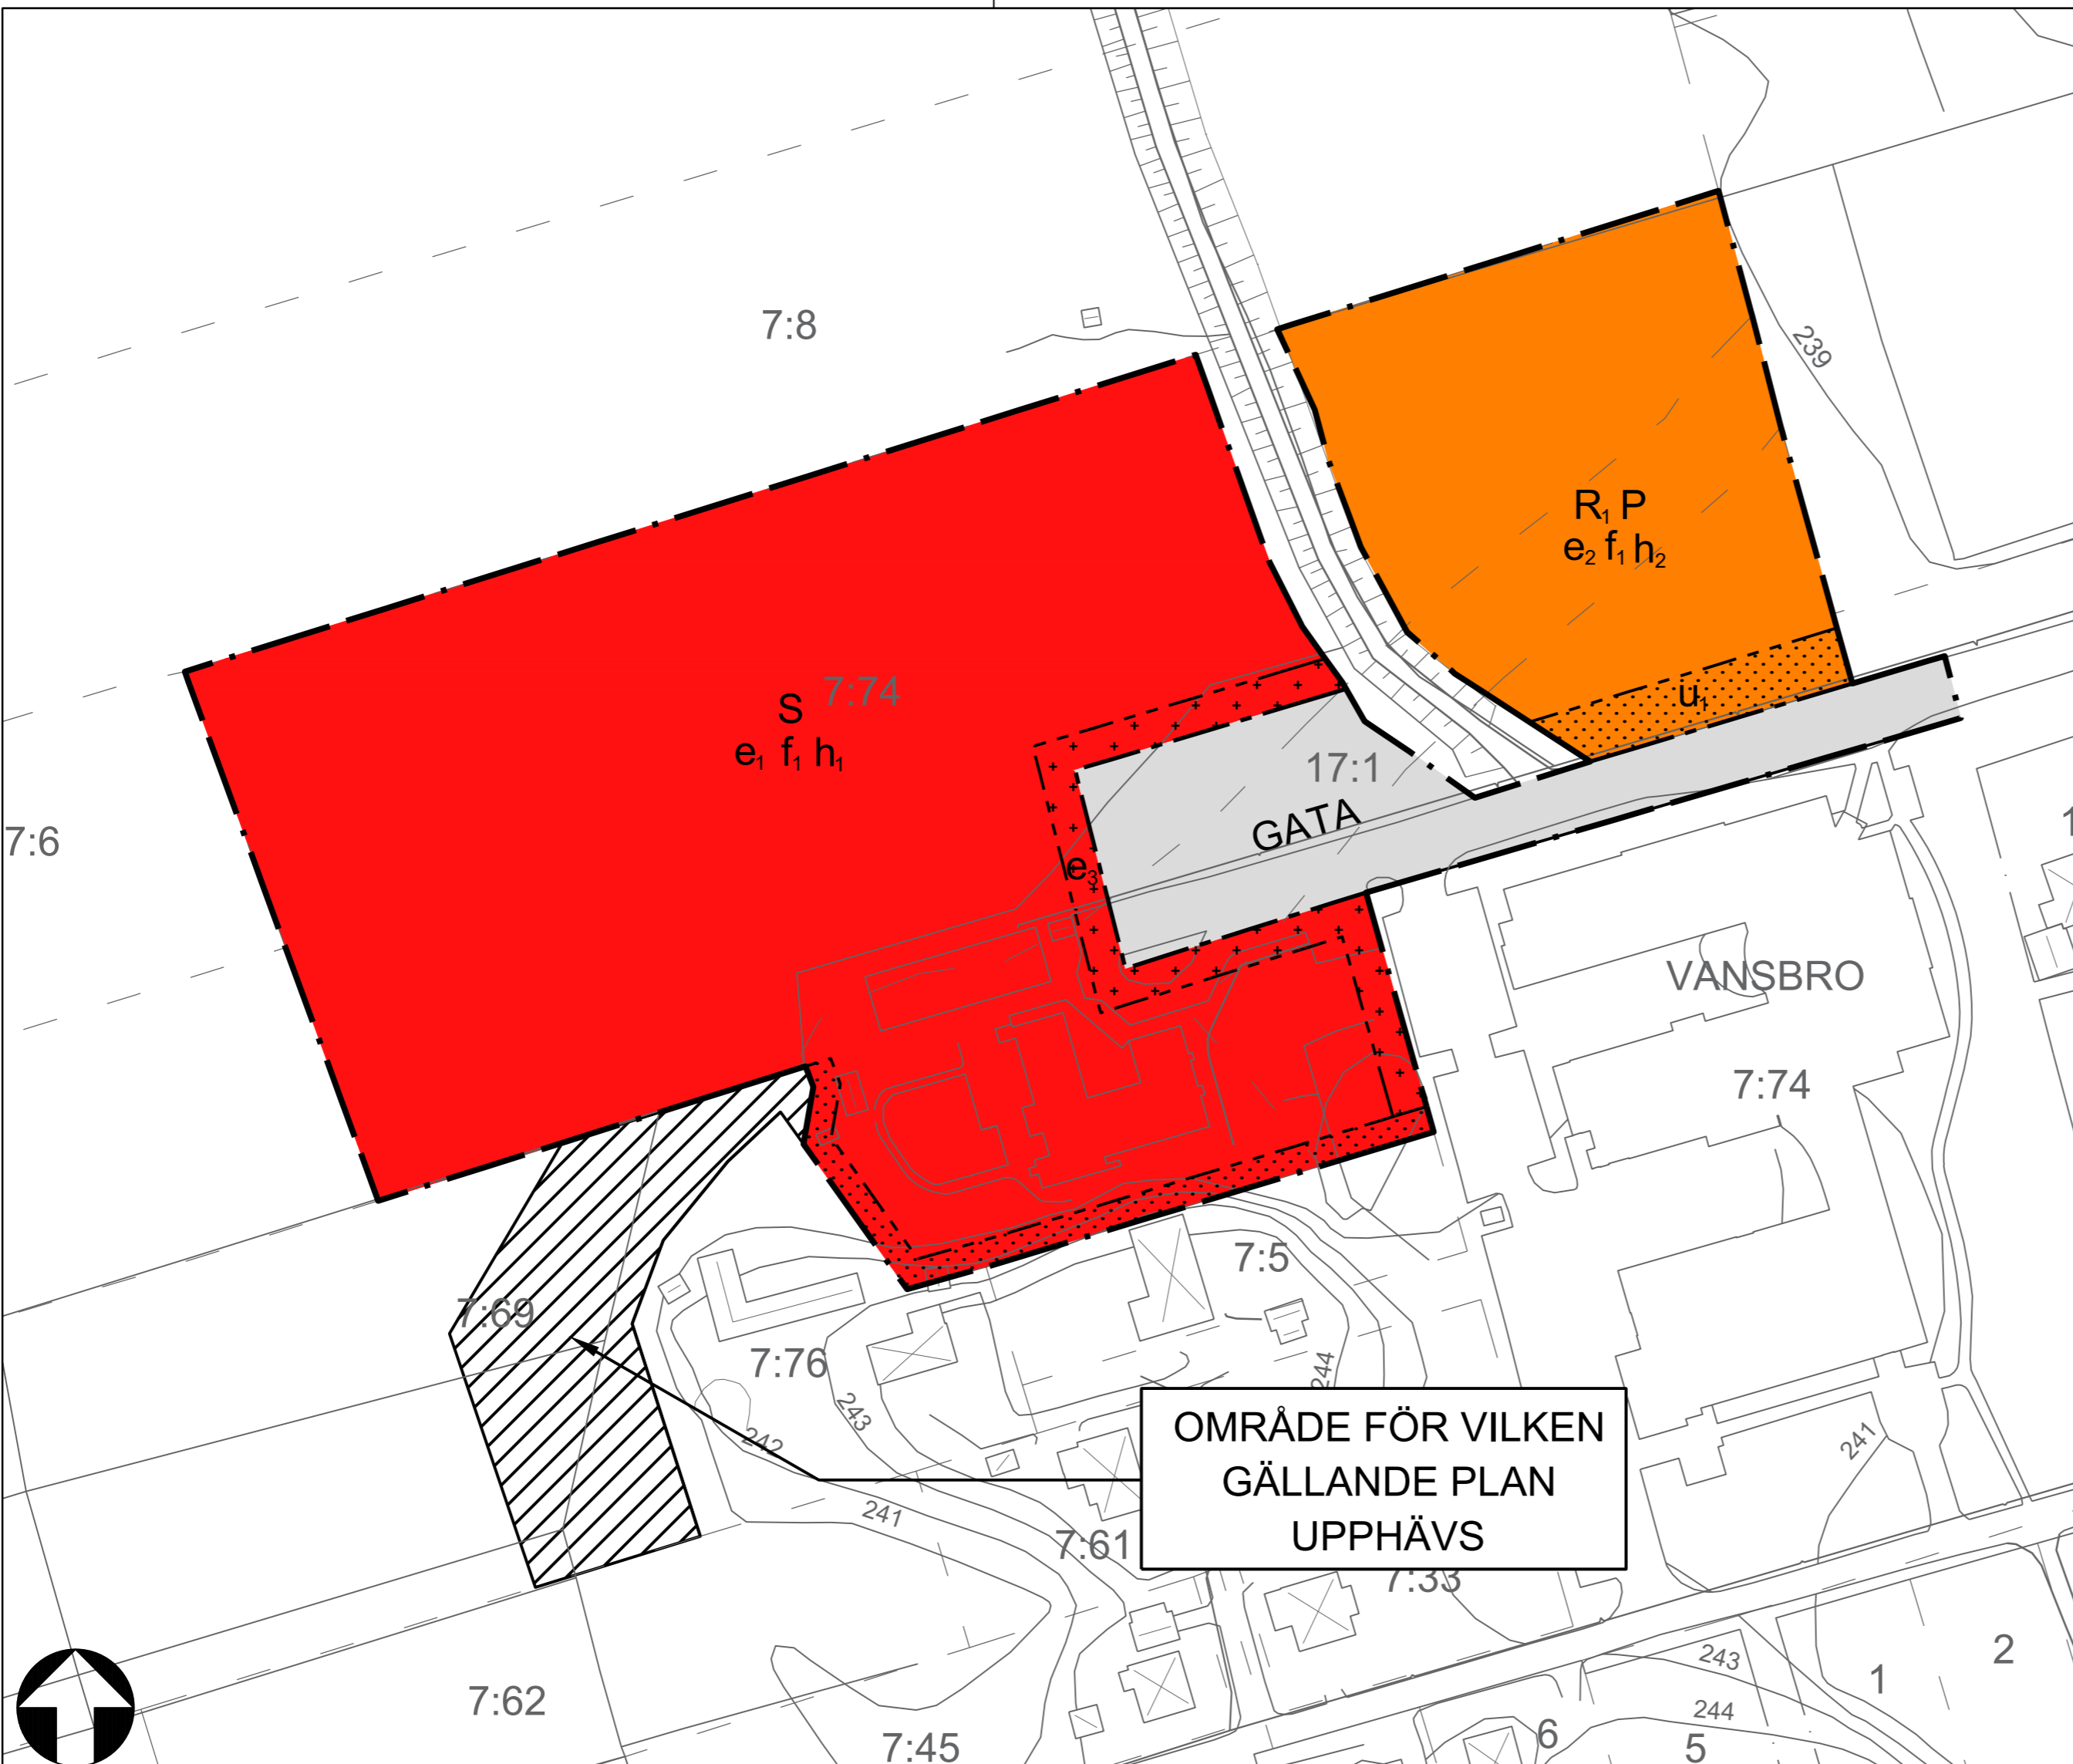 7:8
239
R₁ P
e₂ f₁ h₂
7:74
S
e₁ f₁ h₁
u₁
17:1
GATA
7:6
e₃
VANSBRO
7:74
7:5
7:69
7:76
243
244
242
OMRÅDE FÖR VILKEN
GÄLLANDE PLAN
UPPHÄVS
241
241
7:61
7:33
243
2
1
7:62
244
6
5
7:45